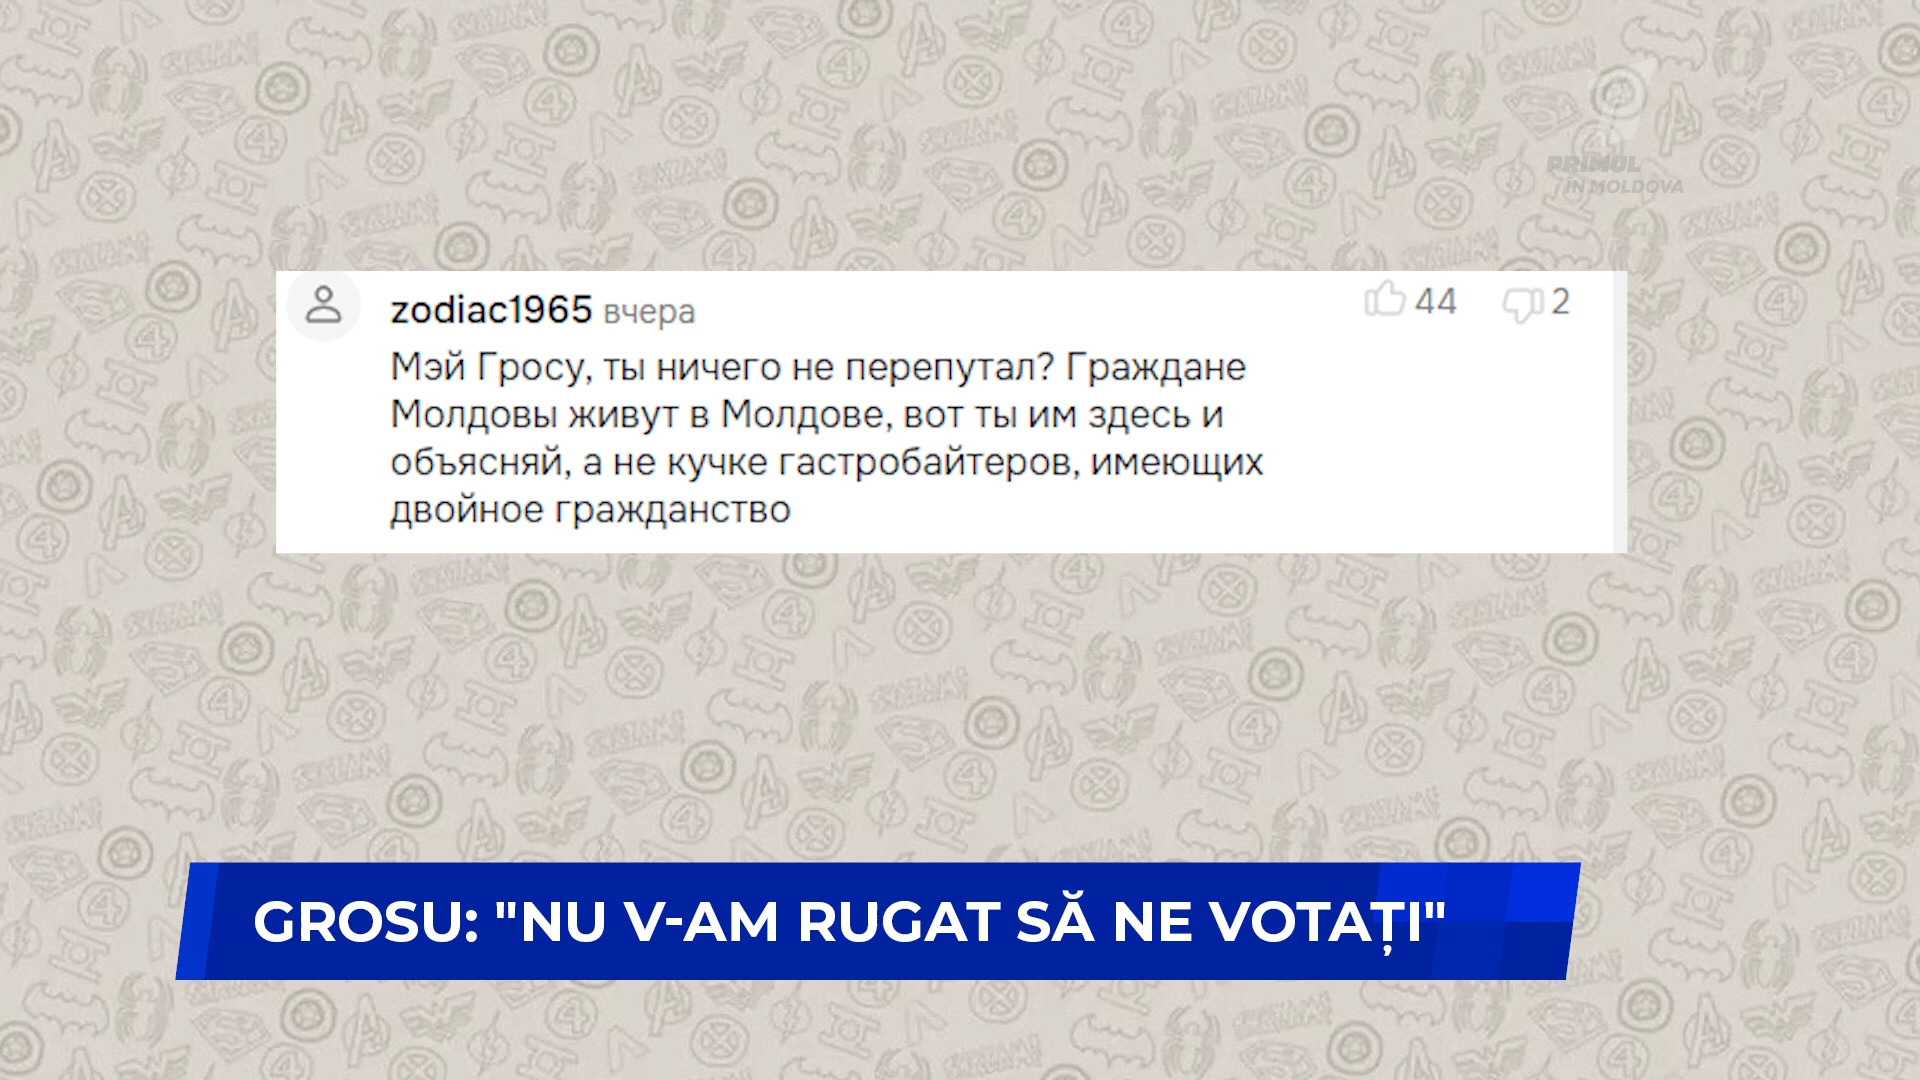 PRIMUL
ÎN MOLDOVA
zodiac1965 вчера
44
2
Мэй Гросу, ты ничего не перепутал? Граждане
Молдовы живут в Молдове, вот ты им здесь и
объясняй, а не кучке гастробайтеров, имеющих
двойное гражданство
GROSU: "NU V-AM RUGAT SĂ NE VOTAȚI"